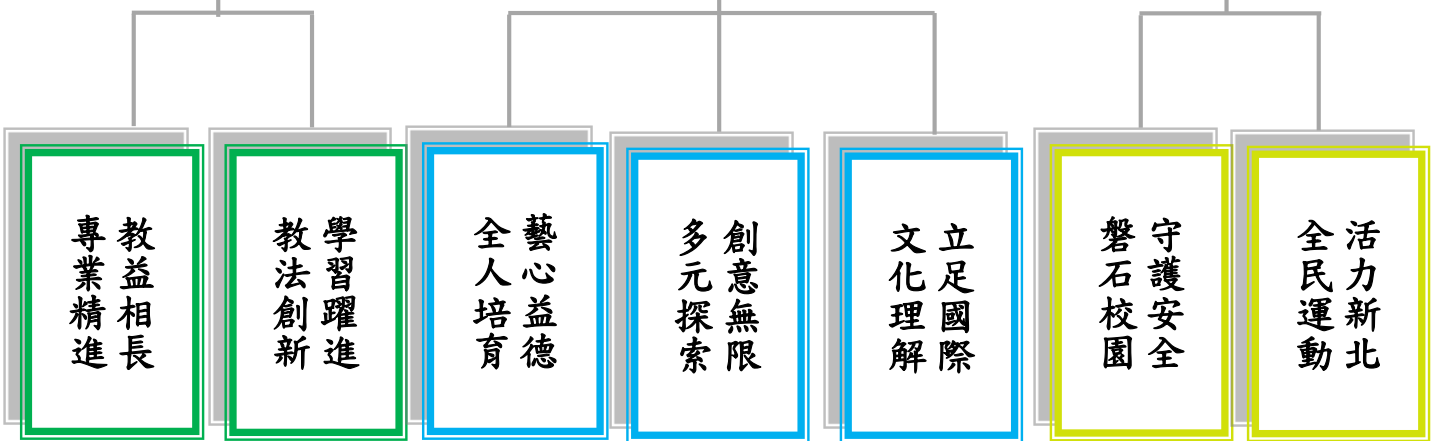 教益相長
專業精進
學習躍進
教法創新
藝心益德
全人培育
創意無限
多元探索
立足國際
文化理解
守護安全
磐石校園
活力新北
全民運動